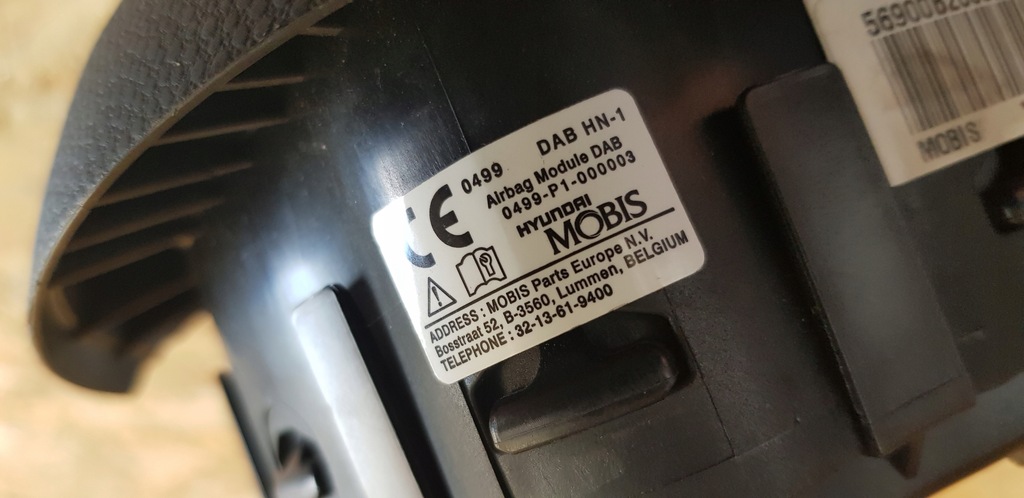 CE 0499 DAB HN-1
Airbag Module DAB
0499-P1-000003
HYUNDAI
MOBIS
ADDRESS : MOBIS Parts Europe N.V.
Bosstraat 52, B-3560, Lummen, BELGIUM
TELEPHONE : 32-13-61-9400
MOBIS